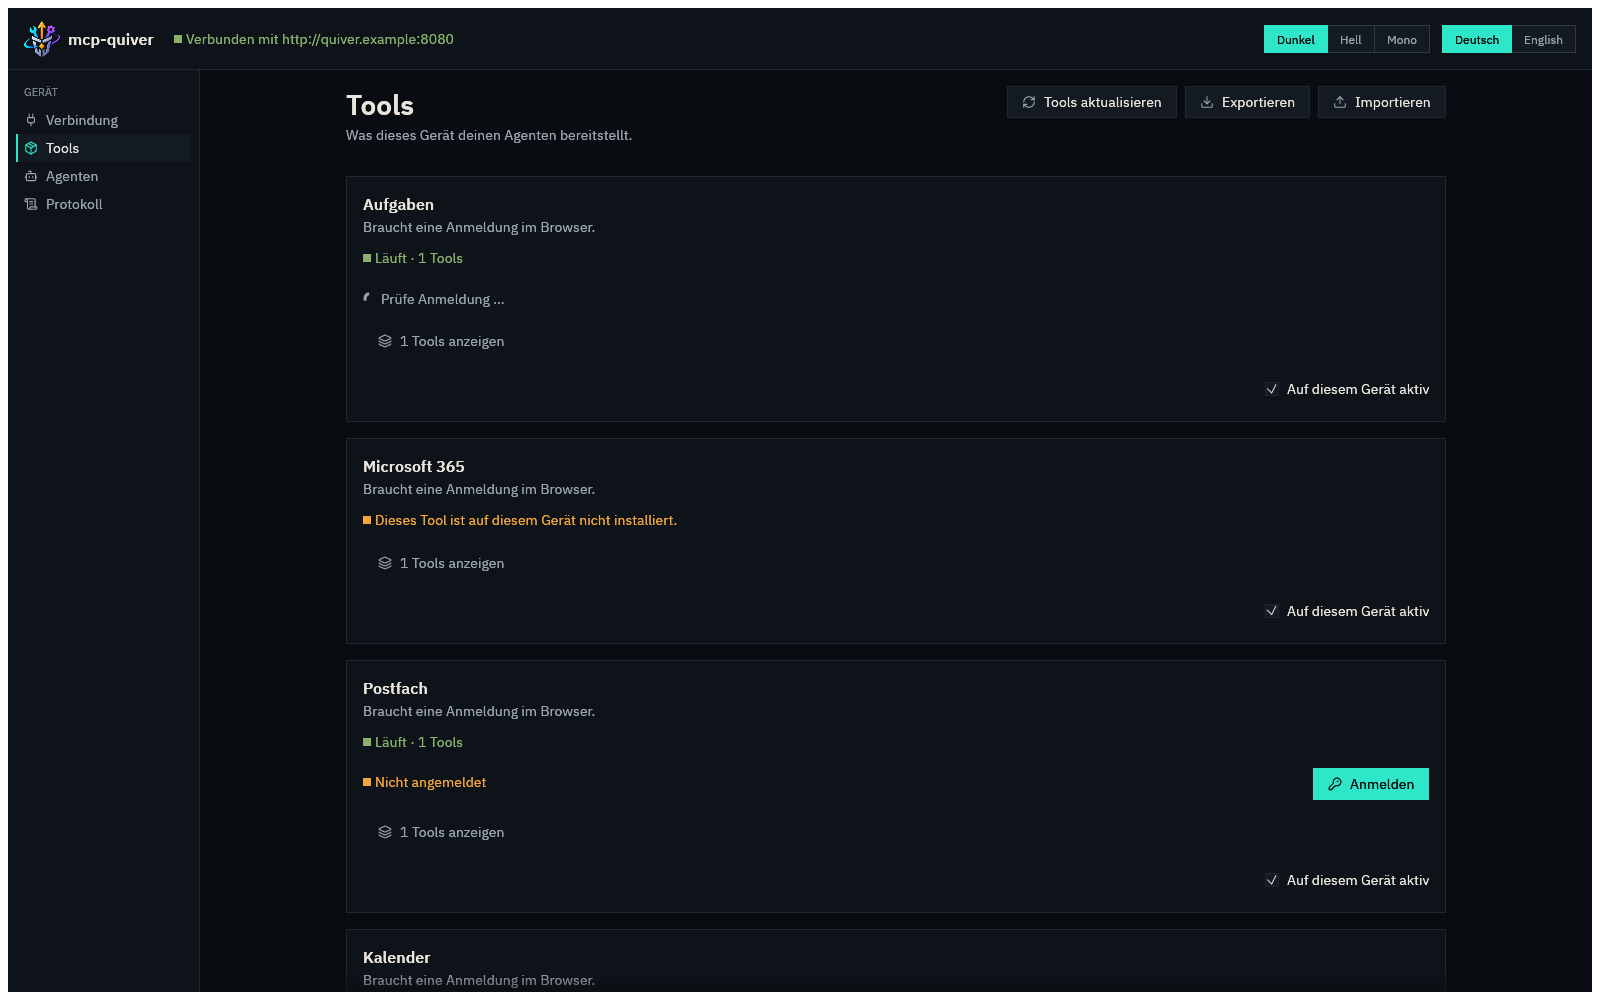 mcp-quiver
Verbunden mit http://quiver.example:8080
Dunkel Hell Mono Deutsch English
GERÄT
Verbindung
Tools
Agenten
Protokoll
Tools
Was dieses Gerät deinen Agenten bereitstellt.
Tools aktualisieren Exportieren Importieren
Aufgaben
Braucht eine Anmeldung im Browser.
Läuft · 1 Tools
Prüfe Anmeldung ...
1 Tools anzeigen
Auf diesem Gerät aktiv
Microsoft 365
Braucht eine Anmeldung im Browser.
Dieses Tool ist auf diesem Gerät nicht installiert.
1 Tools anzeigen
Auf diesem Gerät aktiv
Postfach
Braucht eine Anmeldung im Browser.
Läuft · 1 Tools
Nicht angemeldet
Anmelden
1 Tools anzeigen
Auf diesem Gerät aktiv
Kalender
Braucht eine Anmeldung im Browser.